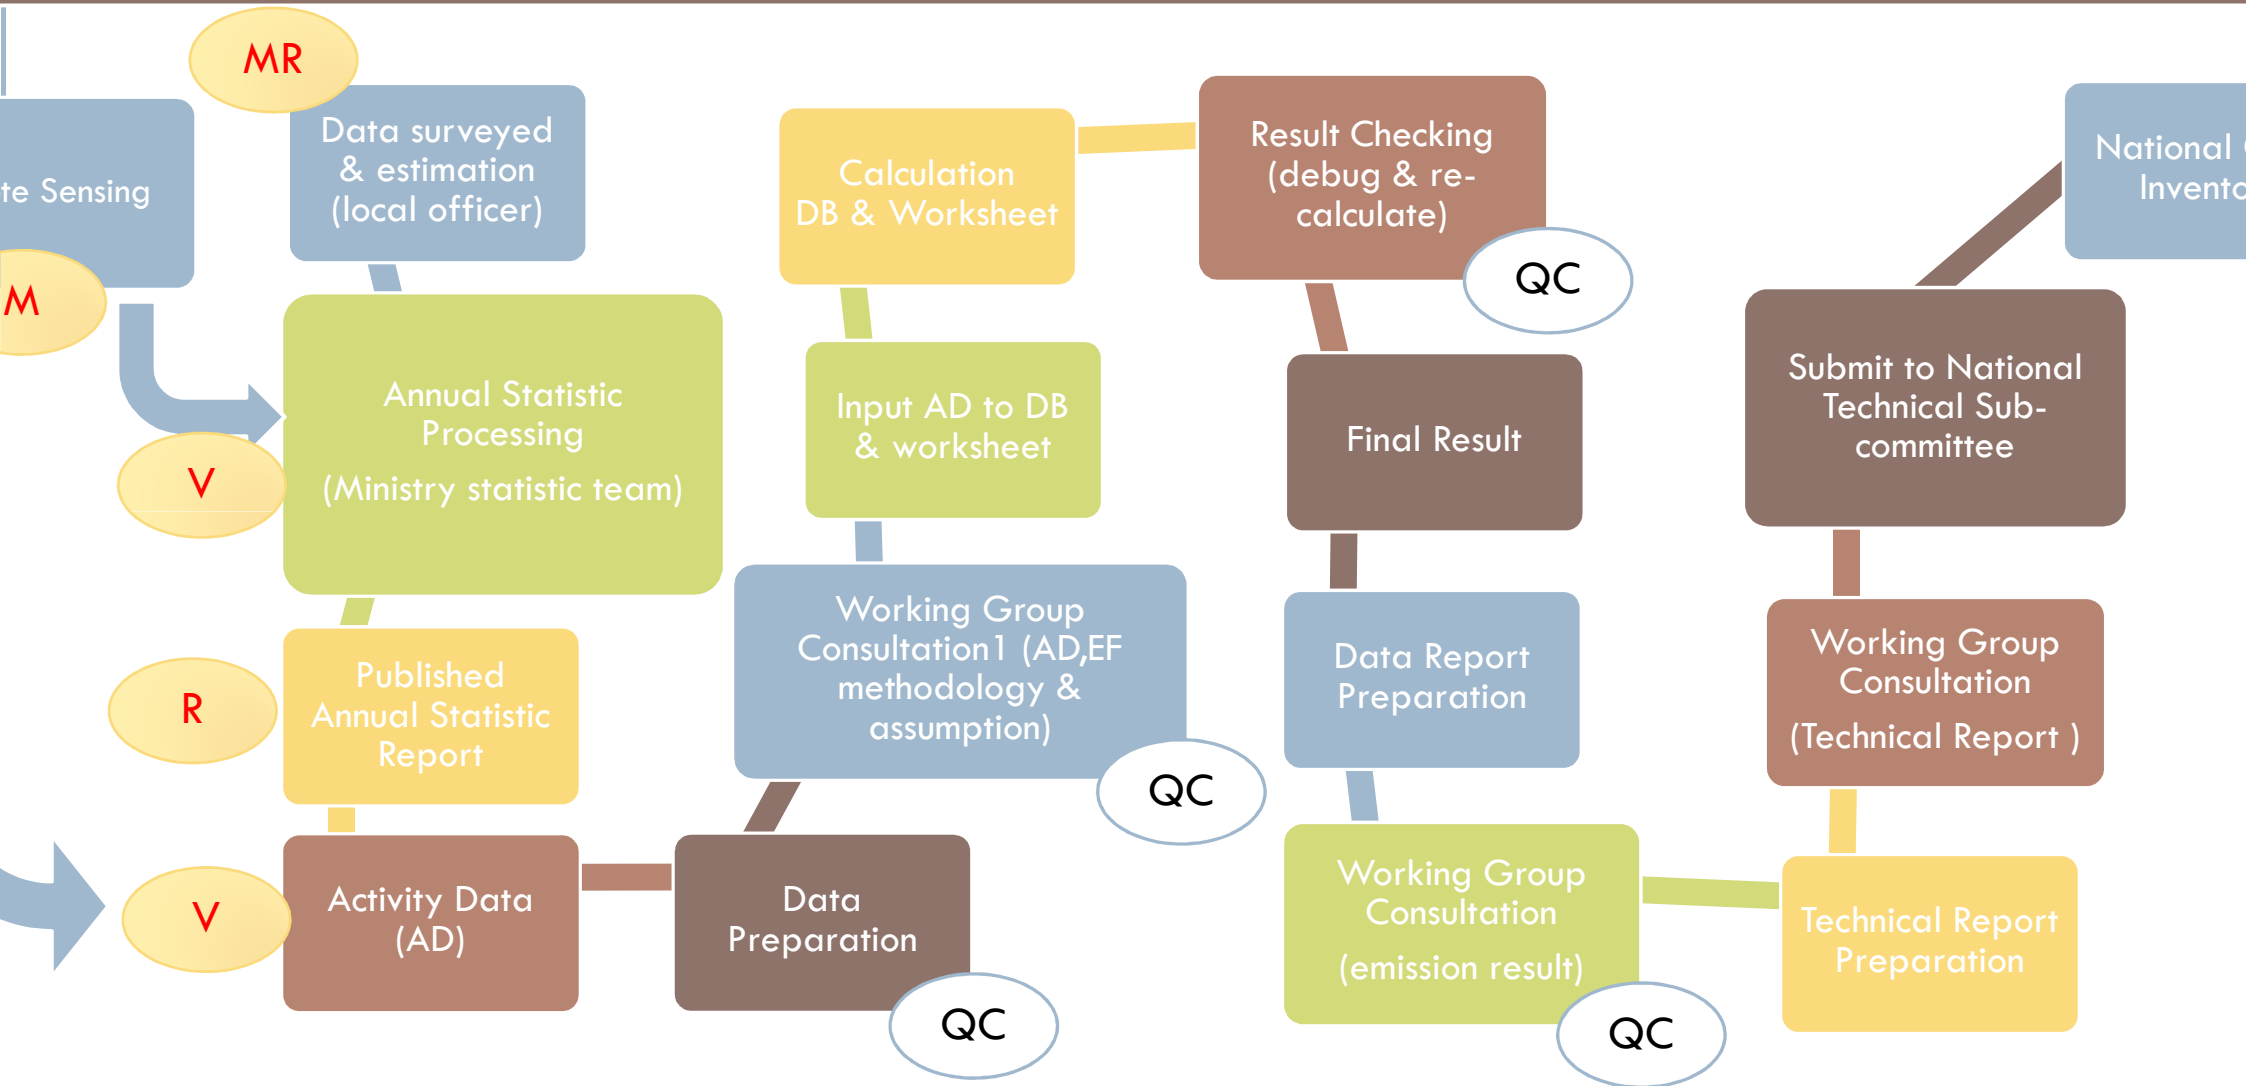 MR
Data surveyed
& estimation
(local officer)
Sensing
M
Annual Statistic
Processing
(Ministry statistic team)
V
Published
Annual Statistic
Report
R
Activity Data
(AD)
V
Data
Preparation
QC
Working Group
Consultation1 (AD,EF
methodology &
assumption)
QC
Input AD to DB
& worksheet
Calculation
DB & Worksheet
Result Checking
(debug & re-
calculate)
QC
Final Result
Data Report
Preparation
Working Group
Consultation
(emission result)
QC
Technical Report
Preparation
Working Group
Consultation
(Technical Report )
Submit to National
Technical Sub-
committee
National